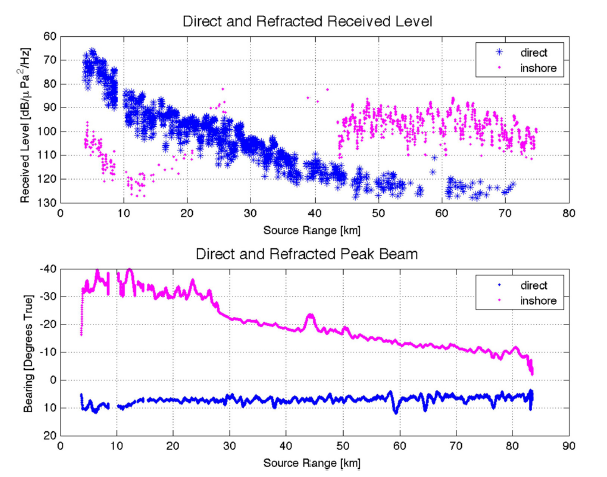 Direct and Refracted Received Level
60
70
80
90
100
110
120
130
Received Level [dB/μ Pa²/Hz]
direct
inshore
0 10 20 30 40 50 60 70 80
Source Range [km]
Direct and Refracted Peak Beam
-40
-30
-20
-10
0
10
20
Bearing [Degrees True]
direct
inshore
0 10 20 30 40 50 60 70 80 90
Source Range [km]